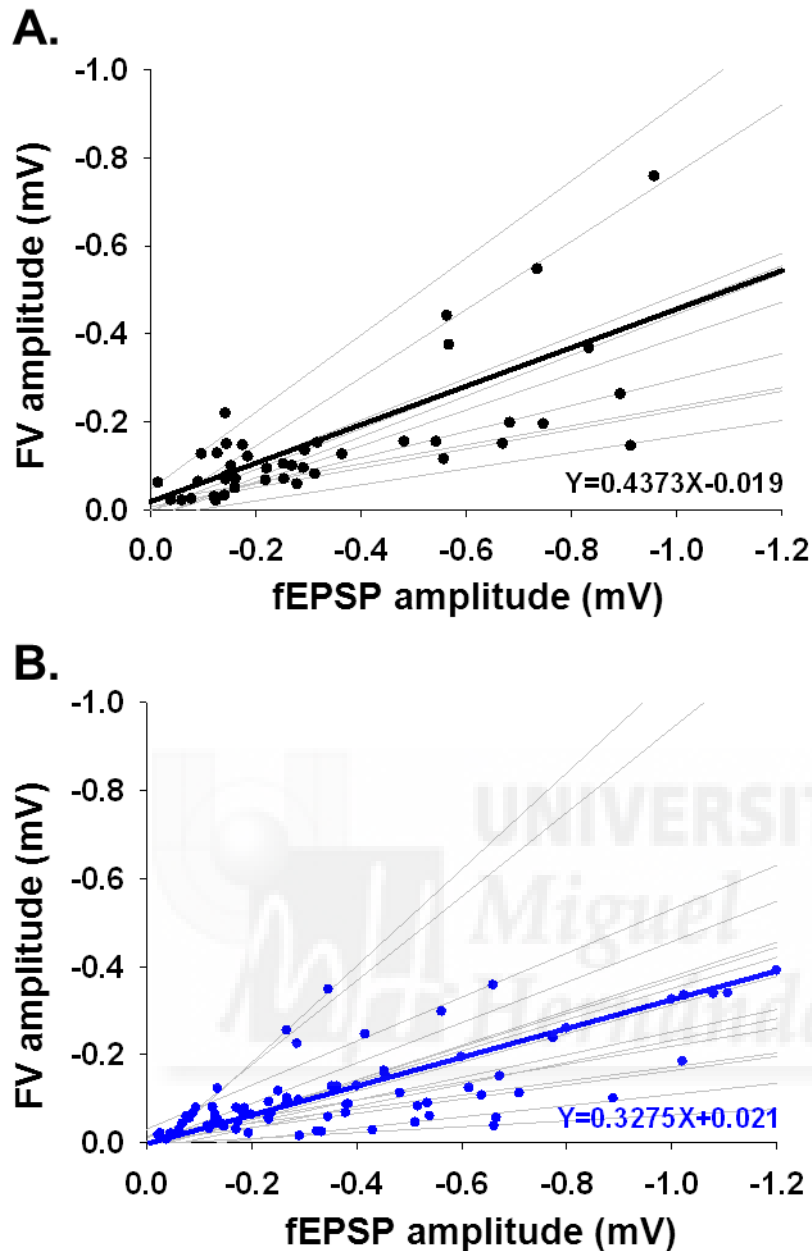 A.
-1.0
-0.8
-0.6
-0.4
-0.2
0.0
FV amplitude (mV)
Y=0.4373X-0.019
0.0 -0.2 -0.4 -0.6 -0.8 -1.0 -1.2
fEPSP amplitude (mV)
B.
-1.0
-0.8
-0.6
-0.4
-0.2
0.0
FV amplitude (mV)
UNIVERSIT
Miguel
Hernánd
Y=0.3275X+0.021
0.0 -0.2 -0.4 -0.6 -0.8 -1.0 -1.2
fEPSP amplitude (mV)